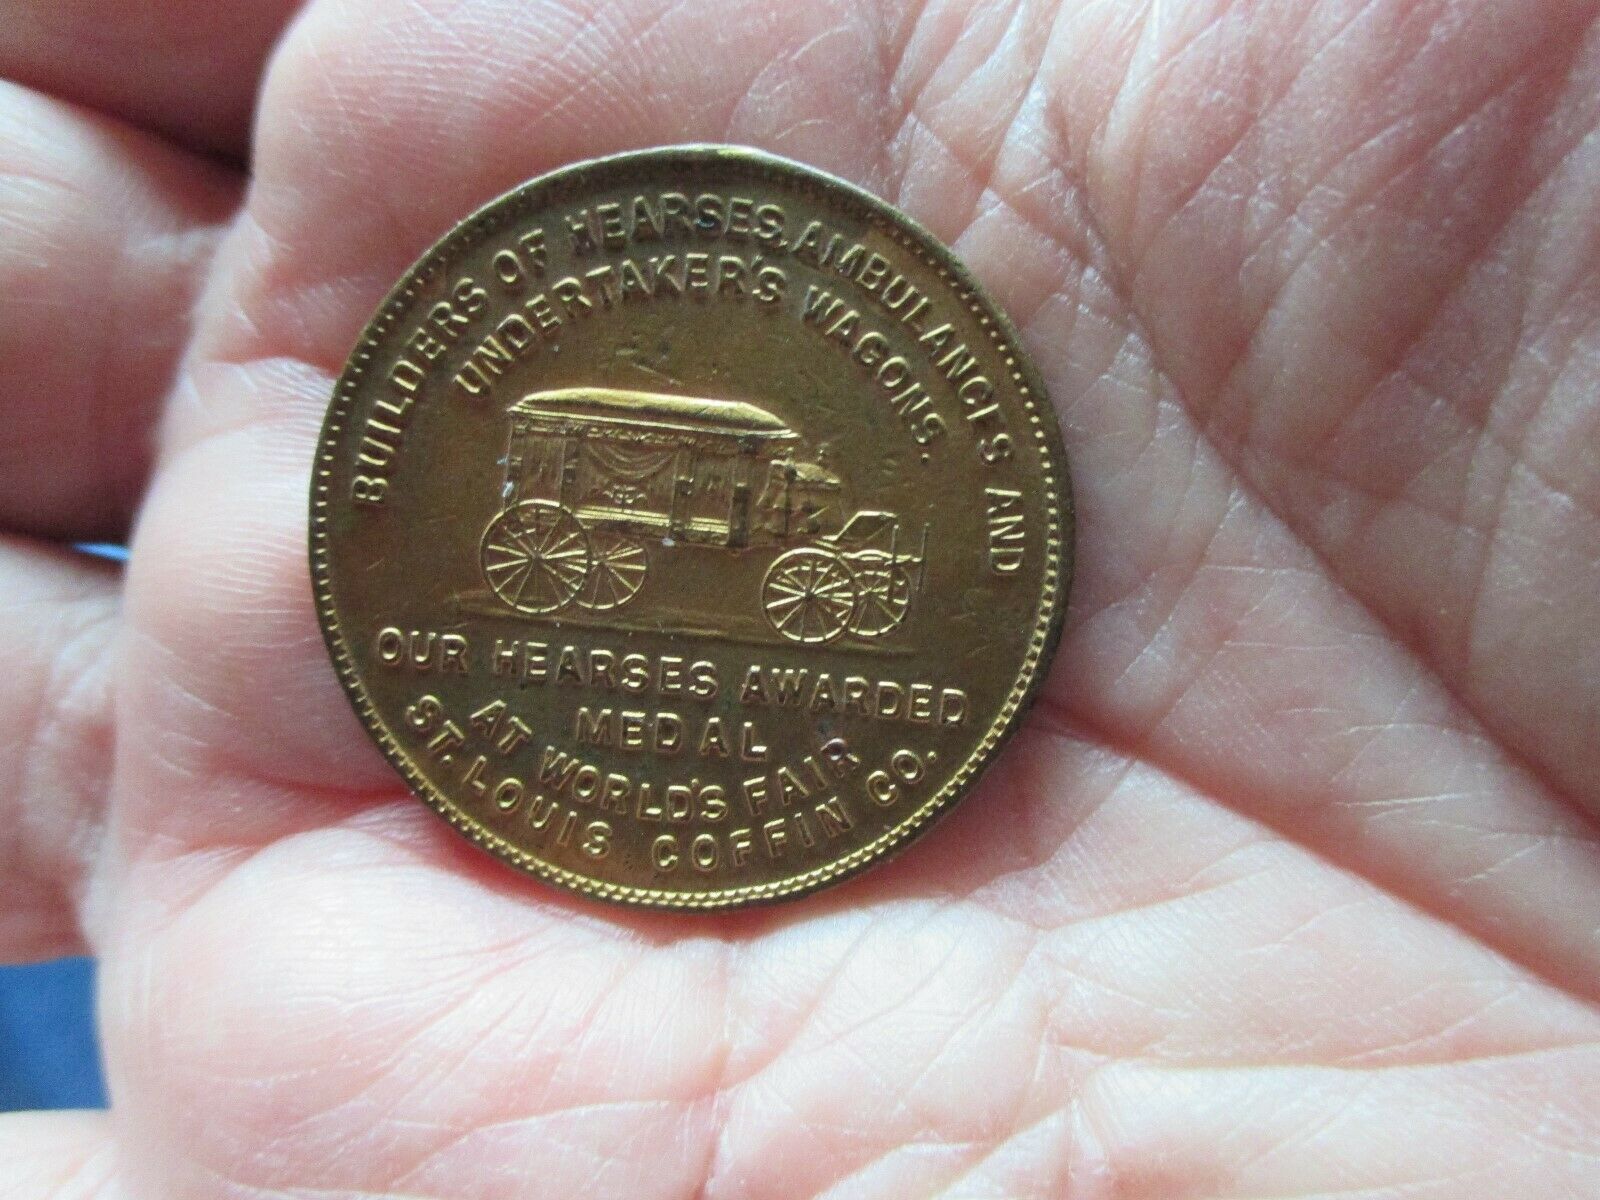 BUILDERS OF HEARSES, AMBULANCES AND
UNDERTAKER'S WAGONS.
OUR HEARSES AWARDED
MEDAL
AT WORLD'S FAIR
ST. LOUIS COFFIN CO.